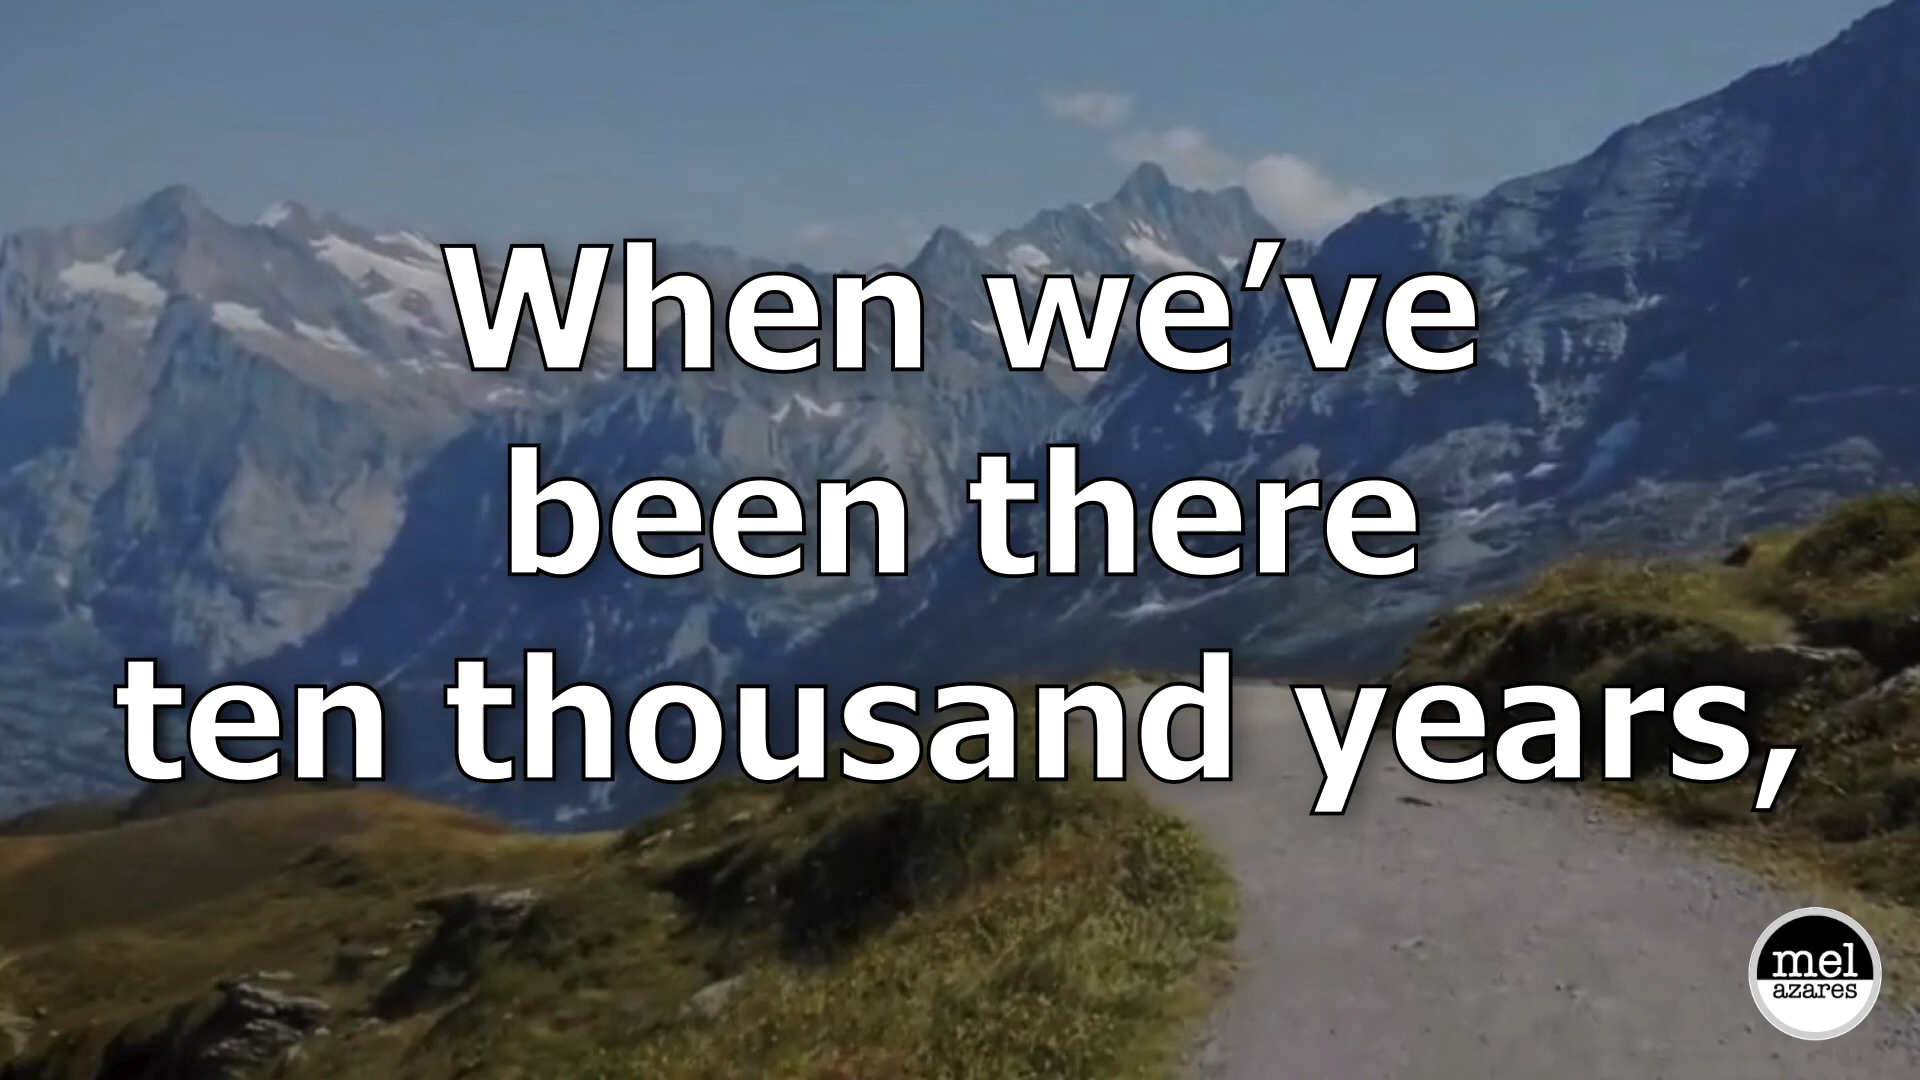 When we’ve
been there
ten thousand years,
mel
azares